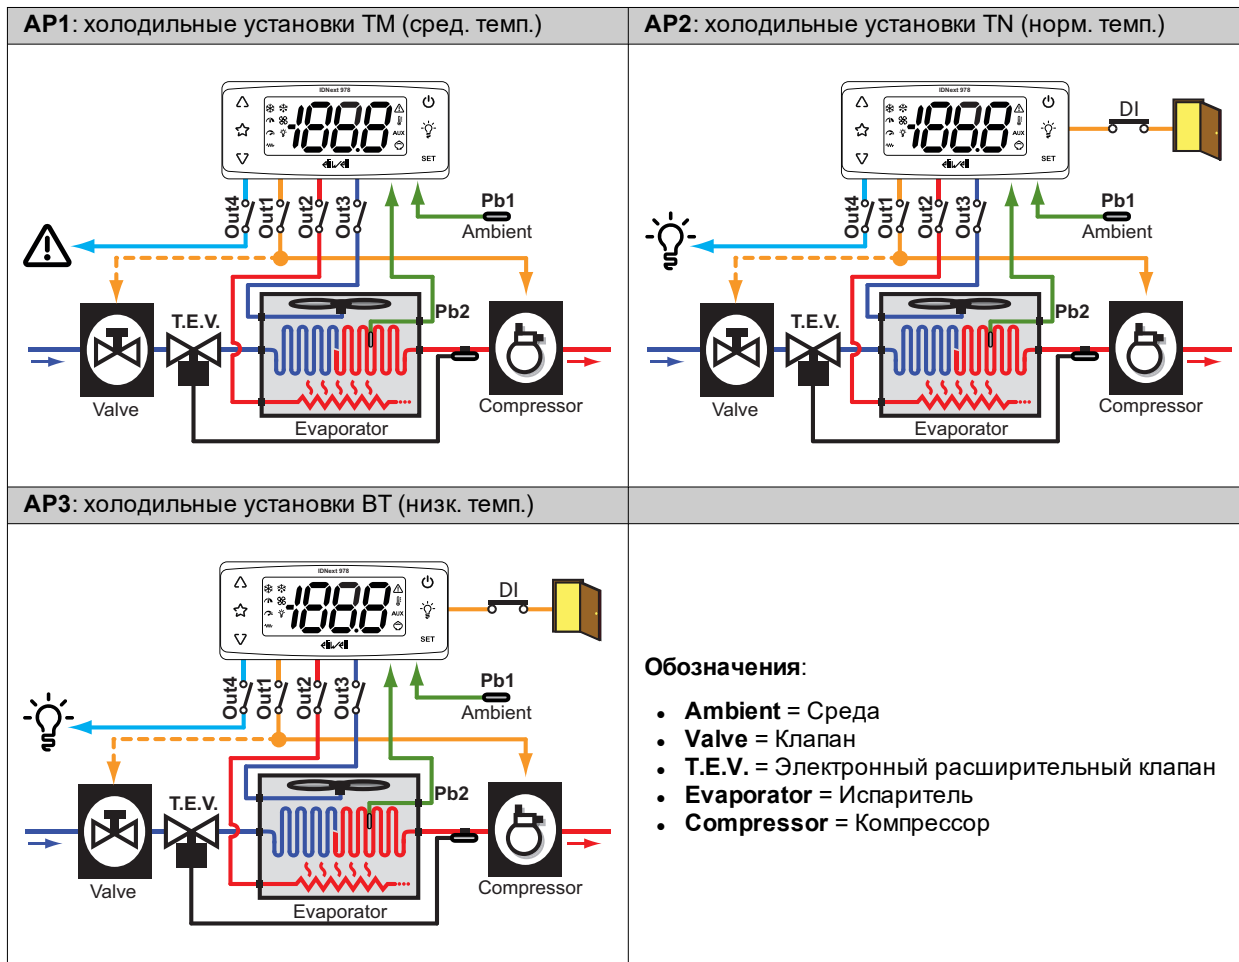 AP1: холодильные установки TM (сред. темп.)
IDNext 978
188.8
AUX
SET
eliwell
Out4
Out1
Out2
Out3
Pb1
Ambient
Pb2
T.E.V.
Valve
Evaporator
Compressor
AP2: холодильные установки TN (норм. темп.)
IDNext 978
188.8
AUX
SET
eliwell
DI
Out4
Out1
Out2
Out3
Pb1
Ambient
Pb2
T.E.V.
Valve
Evaporator
Compressor
AP3: холодильные установки BT (низк. темп.)
IDNext 978
188.8
AUX
SET
eliwell
DI
Out4
Out1
Out2
Out3
Pb1
Ambient
Pb2
T.E.V.
Valve
Evaporator
Compressor
Обозначения:
• Ambient = Среда
• Valve = Клапан
• T.E.V. = Электронный расширительный клапан
• Evaporator = Испаритель
• Compressor = Компрессор